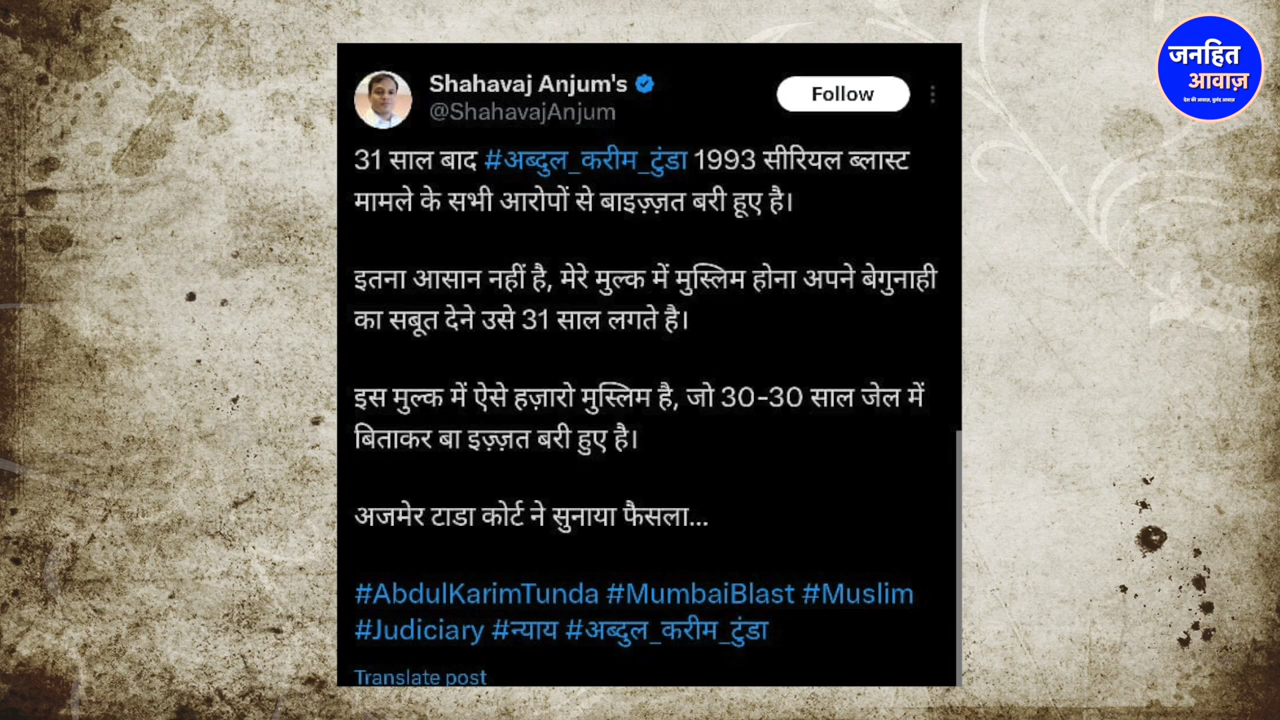 जनहित
आवाज़
देश की आवाज़, बुलंद आवाज़
Shahavaj Anjum's
@ShahavajAnjum
Follow
31 साल बाद #अब्दुल_करीम_टुंडा 1993 सीरियल ब्लास्ट
मामले के सभी आरोपों से बाइज़्ज़त बरी हूए है।
इतना आसान नहीं है, मेरे मुल्क में मुस्लिम होना अपने बेगुनाही
का सबूत देने उसे 31 साल लगते है।
इस मुल्क में ऐसे हज़ारो मुस्लिम है, जो 30-30 साल जेल में
बिताकर बा इज़्ज़त बरी हुए है।
अजमेर टाडा कोर्ट ने सुनाया फैसला...
#AbdulKarimTunda #MumbaiBlast #Muslim
#Judiciary #न्याय #अब्दुल_करीम_टुंडा
Translate post